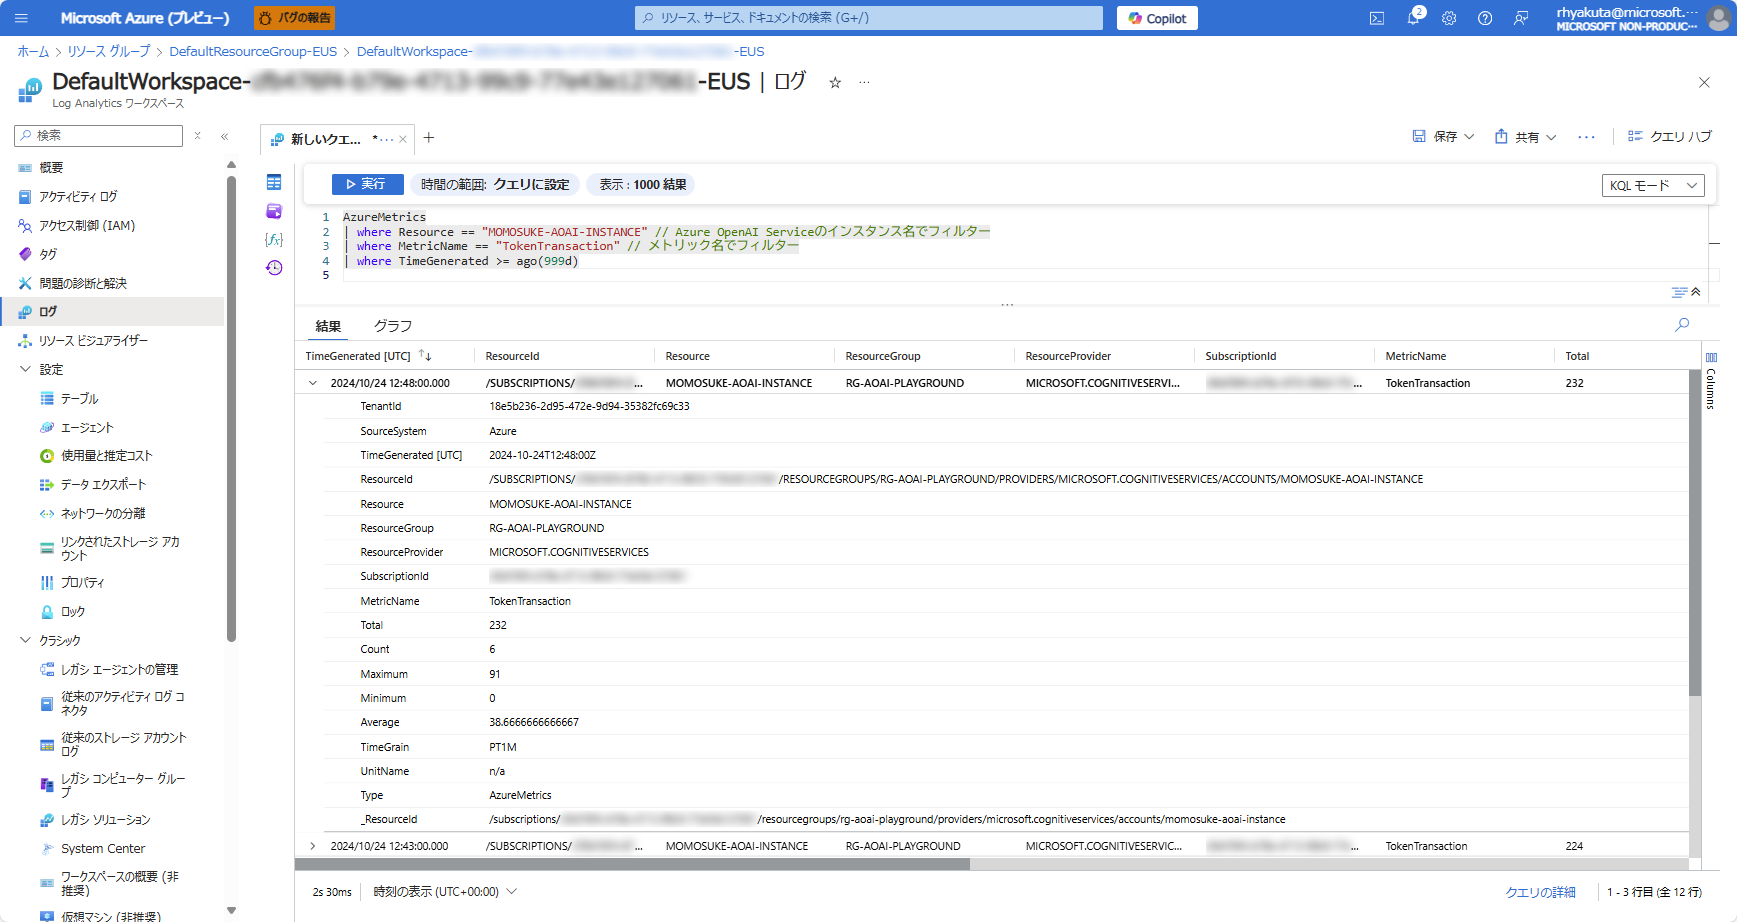 Microsoft Azure (プレビュー)
バグの報告
リソース、サービス、ドキュメントの検索 (G+/)
Copilot
2
rhyakuta@microsoft....
MICROSOFT NON-PRODUC...
ホーム > リソース グループ > DefaultResourceGroup-EUS > DefaultWorkspace- -EUS
DefaultWorkspace- -EUS | ログ
Log Analytics ワークスペース
検索
概要
アクティビティ ログ
アクセス制御 (IAM)
タグ
問題の診断と解決
ログ
リソース ビジュアライザー
設定
テーブル
エージェント
使用量と推定コスト
データ エクスポート
ネットワークの分離
リンクされたストレージ アカ
ウント
プロパティ
ロック
クラシック
レガシ エージェントの管理
従来のアクティビティ ログ コ
ネクタ
従来のストレージ アカウント
ログ
レガシ コンピューター グルー
プ
レガシ ソリューション
System Center
ワークスペースの概要 (非
推奨)
仮想マシン (非推奨)
新しいクエ... *
保存
共有
クエリ ハブ
実行
時間の範囲: クエリに設定
表示 : 1000 結果
KQL モード
1 AzureMetrics
2 | where Resource == "MOMOSUKE-AOAI-INSTANCE" // Azure OpenAI Serviceのインスタンス名でフィルター
3 | where MetricName == "TokenTransaction" // メトリック名でフィルター
4 | where TimeGenerated >= ago(999d)
5
結果 グラフ
TimeGenerated [UTC] ResourceId Resource ResourceGroup ResourceProvider SubscriptionId MetricName Total
2024/10/24 12:48:00.000 /SUBSCRIPTIONS/ ... MOMOSUKE-AOAI-INSTANCE RG-AOAI-PLAYGROUND MICROSOFT.COGNITIVESERVI... ... TokenTransaction 232
TenantId 18e5b236-2d95-472e-9d94-35382fc69c33
SourceSystem Azure
TimeGenerated [UTC] 2024-10-24T12:48:00Z
ResourceId /SUBSCRIPTIONS/ /RESOURCEGROUPS/RG-AOAI-PLAYGROUND/PROVIDERS/MICROSOFT.COGNITIVESERVICES/ACCOUNTS/MOMOSUKE-AOAI-INSTANCE
Resource MOMOSUKE-AOAI-INSTANCE
ResourceGroup RG-AOAI-PLAYGROUND
ResourceProvider MICROSOFT.COGNITIVESERVICES
SubscriptionId
MetricName TokenTransaction
Total 232
Count 6
Maximum 91
Minimum 0
Average 38.6666666666667
TimeGrain PT1M
UnitName n/a
Type AzureMetrics
_ResourceId /subscriptions/ /resourcegroups/rg-aoai-playground/providers/microsoft.cognitiveservices/accounts/momosuke-aoai-instance
2024/10/24 12:43:00.000 /SUBSCRIPTIONS/ ... MOMOSUKE-AOAI-INSTANCE RG-AOAI-PLAYGROUND MICROSOFT.COGNITIVESERVIC... ... TokenTransaction 224
Columns
2s 30ms 時刻の表示 (UTC+00:00)
クエリの詳細 1 - 3 行目 (全 12 行)